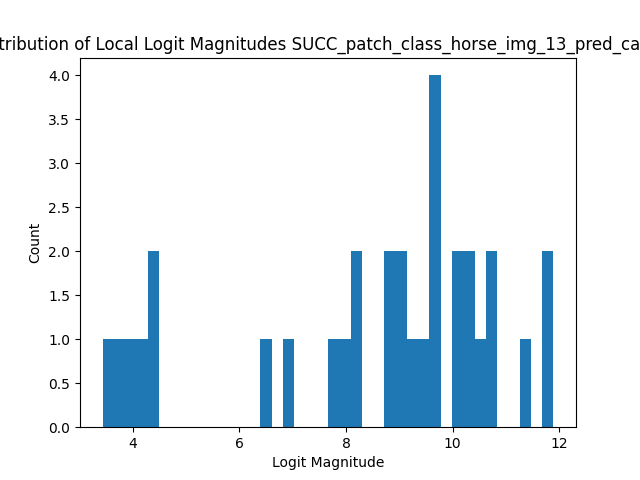 tribution of Local Logit Magnitudes SUCC_patch_class_horse_img_13_pred_ca
4.0
3.5
3.0
2.5
2.0
1.5
1.0
0.5
0.0
Count
4 6 8 10 12
Logit Magnitude